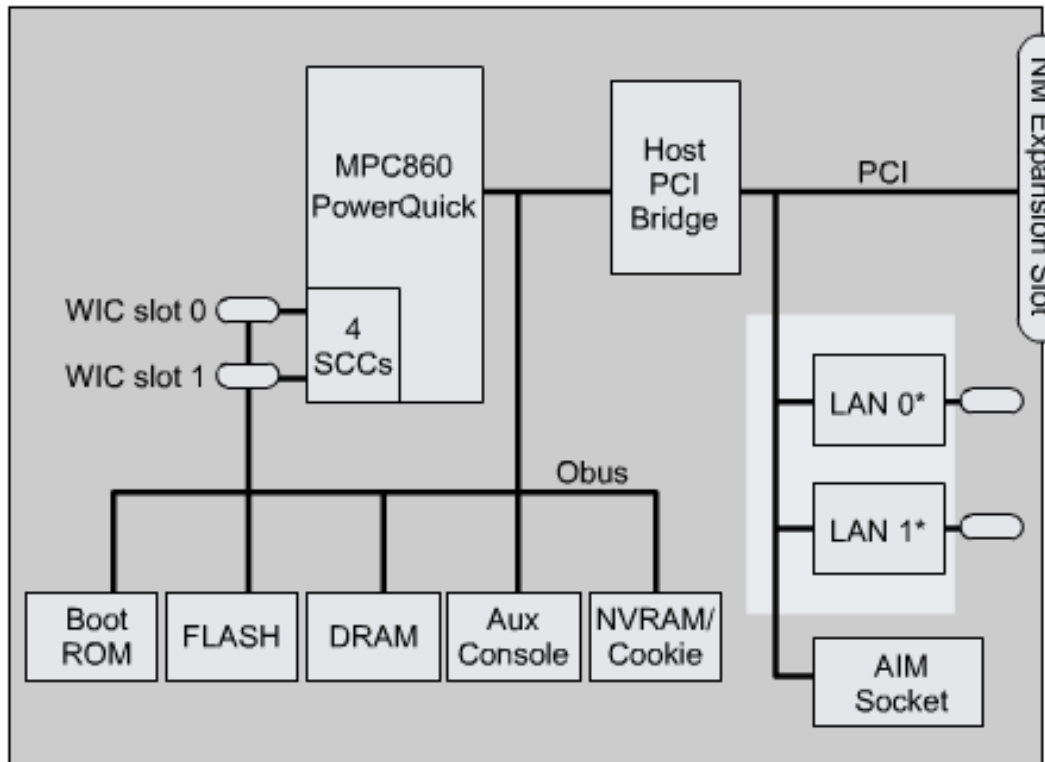 MPC860
PowerQuick
4
SCCs
WIC slot 0
WIC slot 1
Host
PCI
Bridge
PCI
NM Expansion Slot
LAN 0*
LAN 1*
AIM
Socket
Obus
Boot
ROM
FLASH
DRAM
Aux
Console
NVRAM/
Cookie